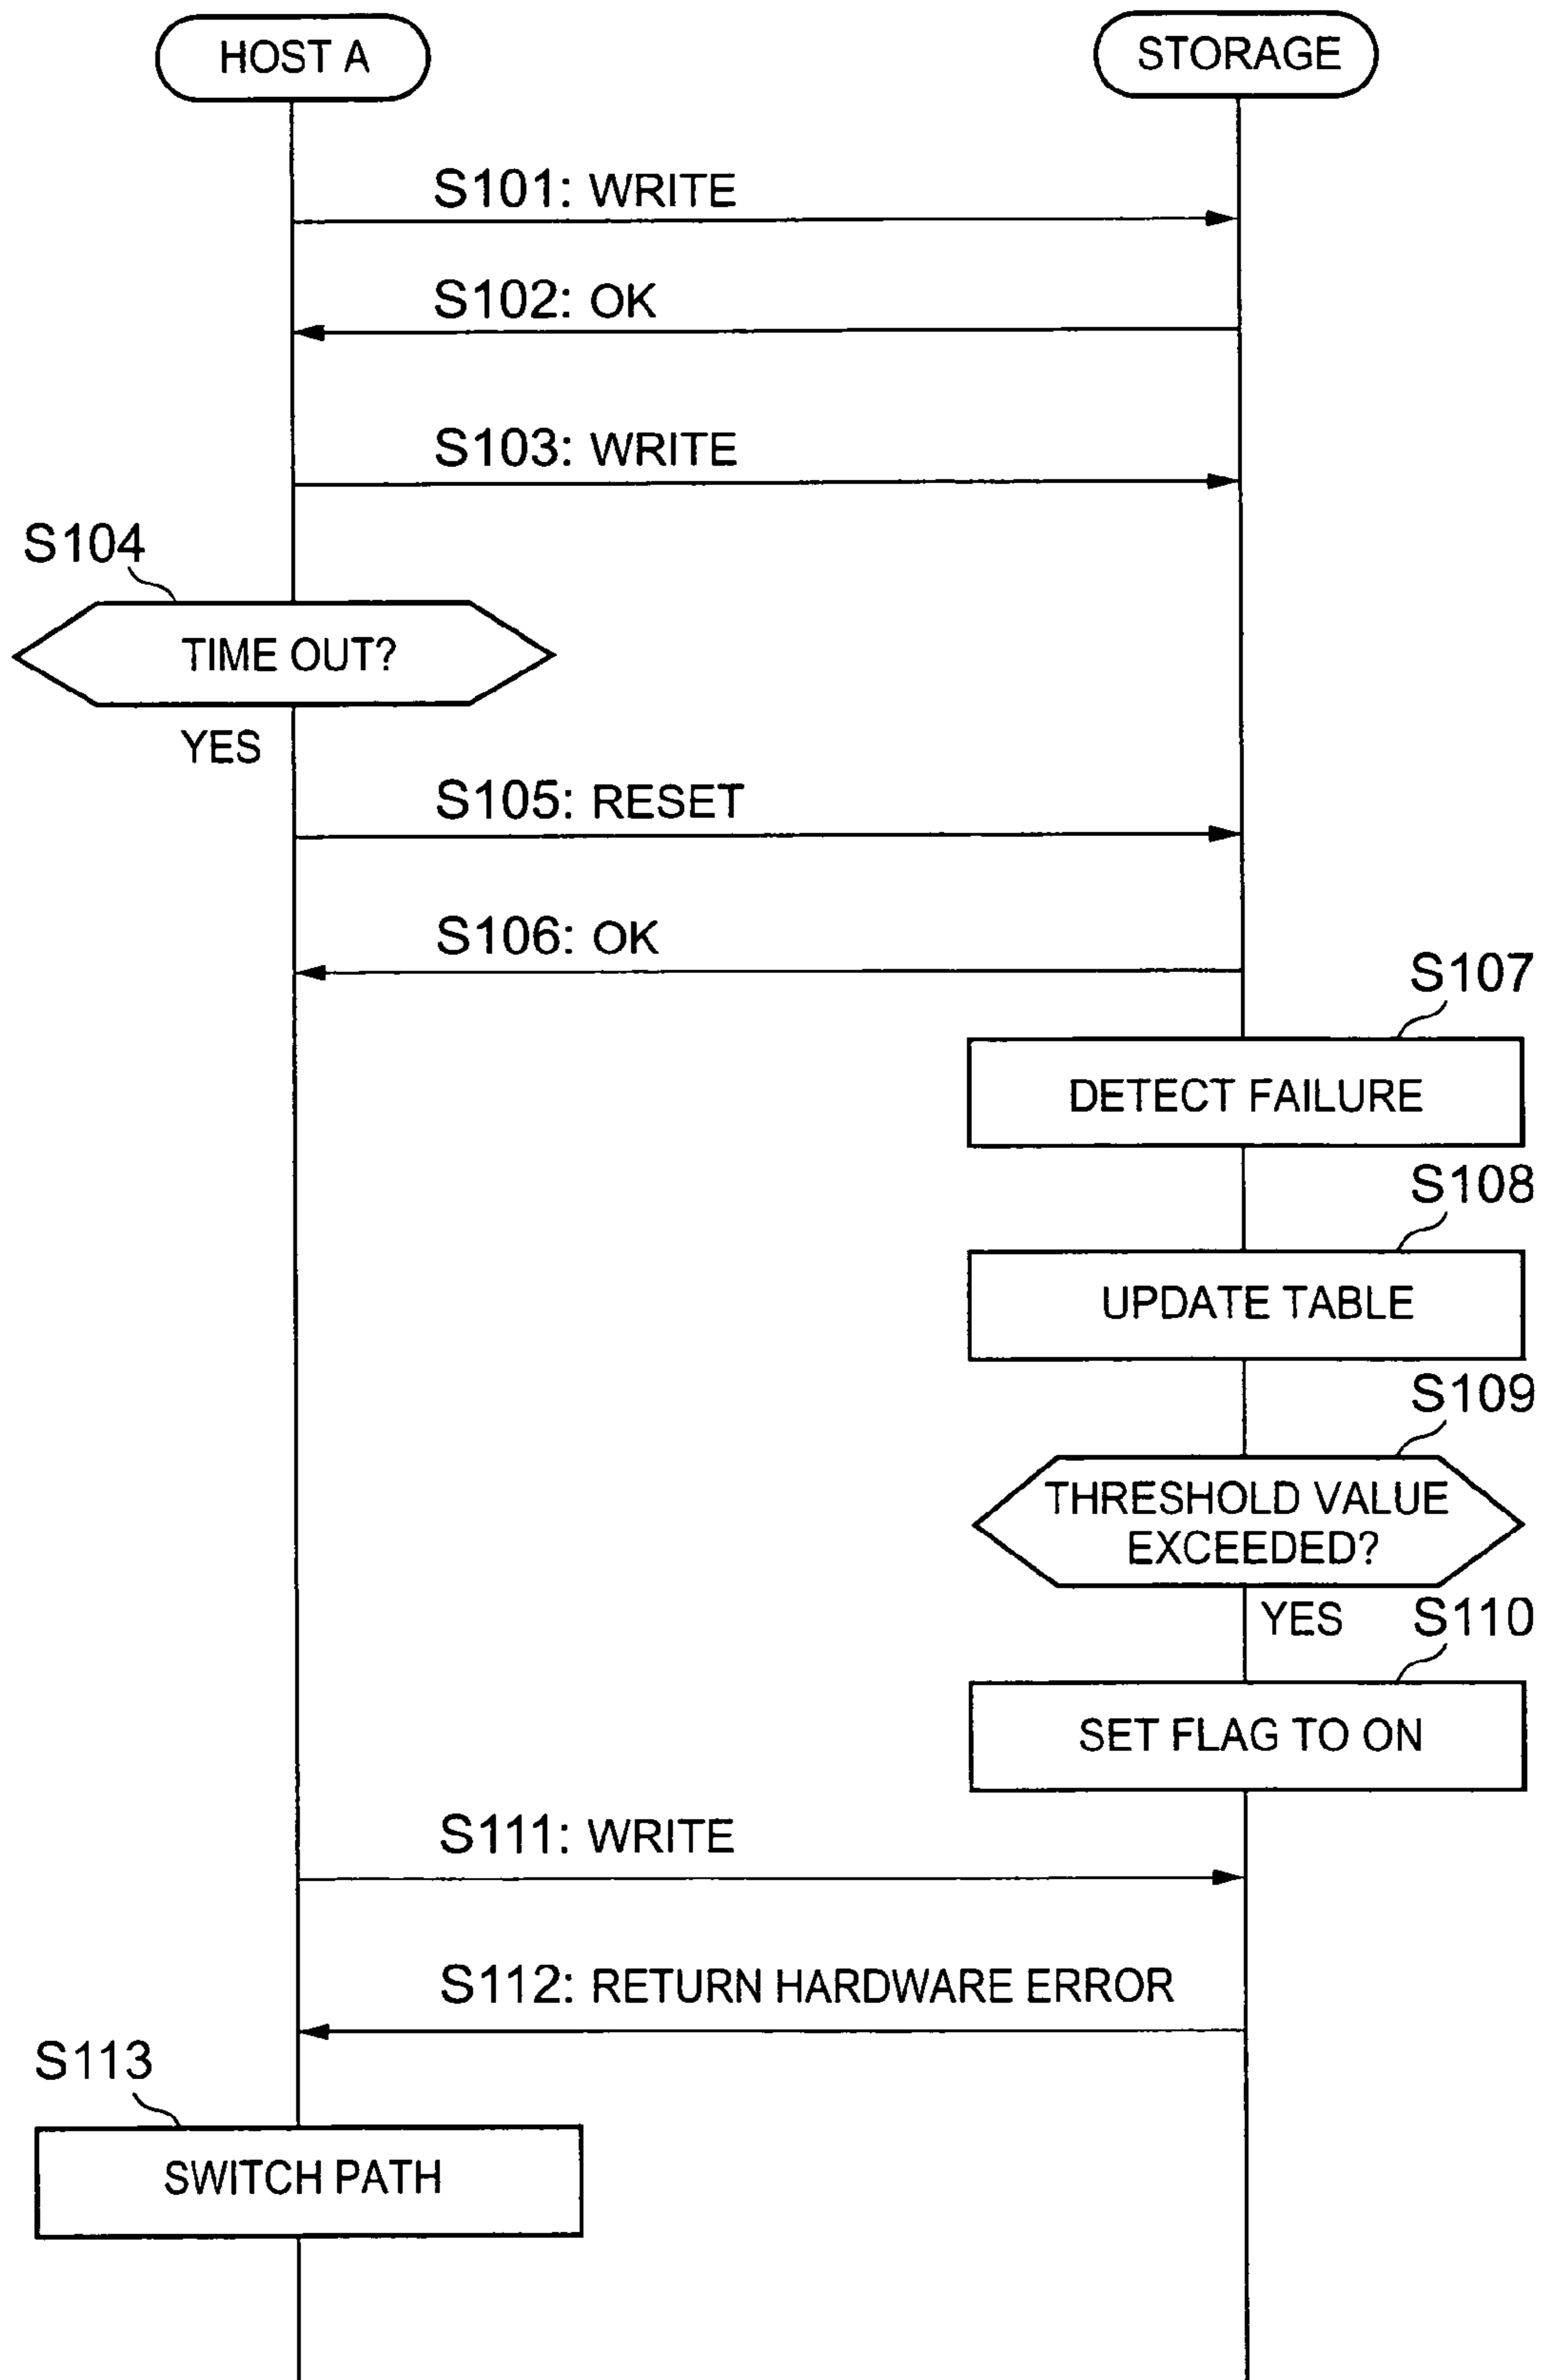 HOST A
STORAGE
S101: WRITE
S102: OK
S103: WRITE
S104
TIME OUT?
YES
S105: RESET
S106: OK
S107
DETECT FAILURE
S108
UPDATE TABLE
S109
THRESHOLD VALUE
EXCEEDED?
YES
S110
SET FLAG TO ON
S111: WRITE
S112: RETURN HARDWARE ERROR
S113
SWITCH PATH